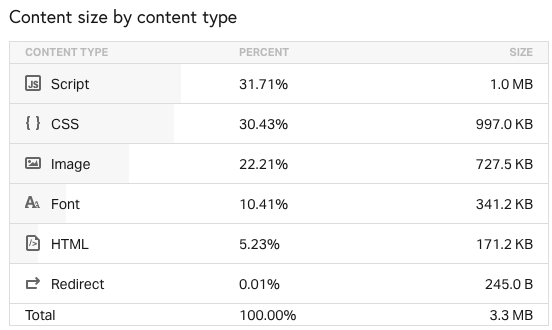 Content size by content type
CONTENT TYPE PERCENT SIZE
JS Script 31.71% 1.0 MB
{ } CSS 30.43% 997.0 KB
Image 22.21% 727.5 KB
AA Font 10.41% 341.2 KB
</> HTML 5.23% 171.2 KB
Redirect 0.01% 245.0 B
Total 100.00% 3.3 MB